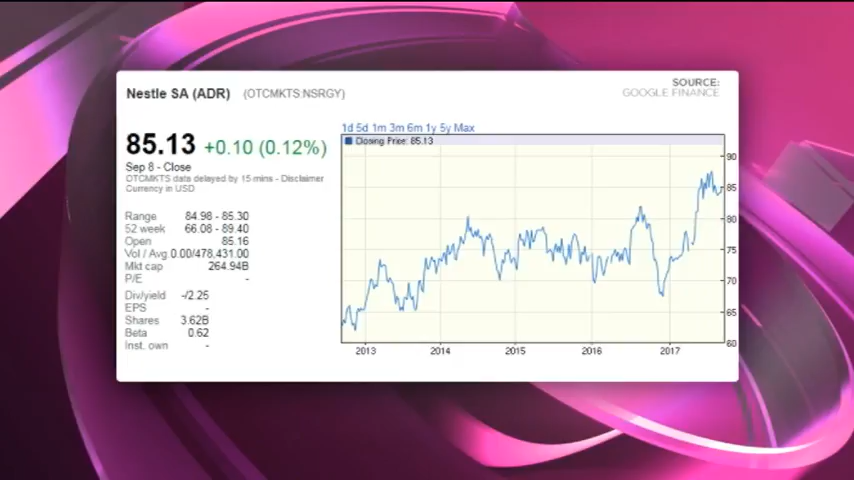 Nestle SA (ADR) (OTCMKTS:NSRGY)
SOURCE:
GOOGLE FINANCE
85.13 +0.10 (0.12%)
Sep 8 - Close
OTCMKTS data delayed by 15 mins - Disclaimer
Currency in USD
Range 84.98 - 85.30
52 week 66.08 - 89.40
Open 85.16
Vol / Avg. 0.00/478,431.00
Mkt cap 264.94B
P/E -
Div/yield -/2.25
EPS -
Shares 3.62B
Beta 0.62
Inst. own -
1d 5d 1m 3m 6m 1y 5y Max
Closing Price: 85.13
90
85
80
75
70
65
60
2013 2014 2015 2016 2017